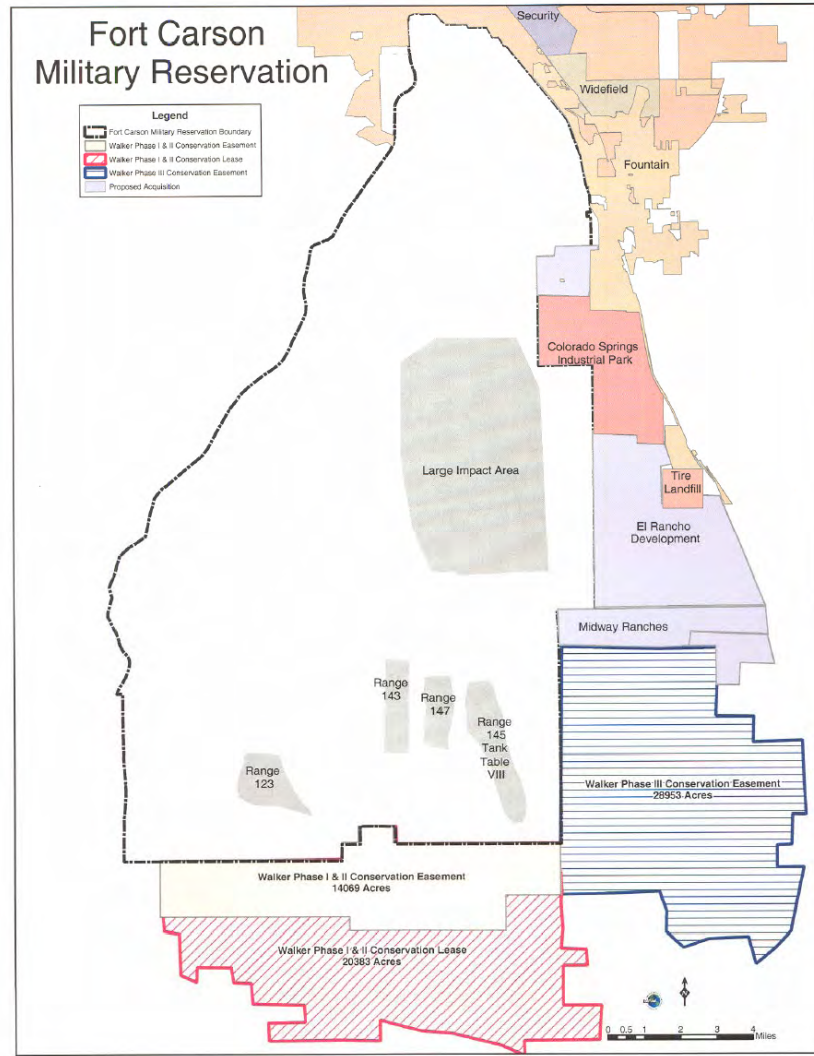 Fort Carson
Military Reservation
Legend
Fort Carson Military Reservation Boundary
Walker Phase I & II Conservation Easement
Walker Phase I & II Conservation Lease
Walker Phase III Conservation Easement
Proposed Acquisition
Security
Widefield
Fountain
Colorado Springs
Industrial Park
Large Impact Area
Tire
Landfill
El Rancho
Development
Midway Ranches
Range
143
Range
147
Range
145
Tank
Table
VIII
Range
123
Walker Phase III Conservation Easement
28953 Acres
Walker Phase I & II Conservation Easement
14069 Acres
Walker Phase I & II Conservation Lease
20383 Acres
N
0 0.5 1 2 3 4
Miles